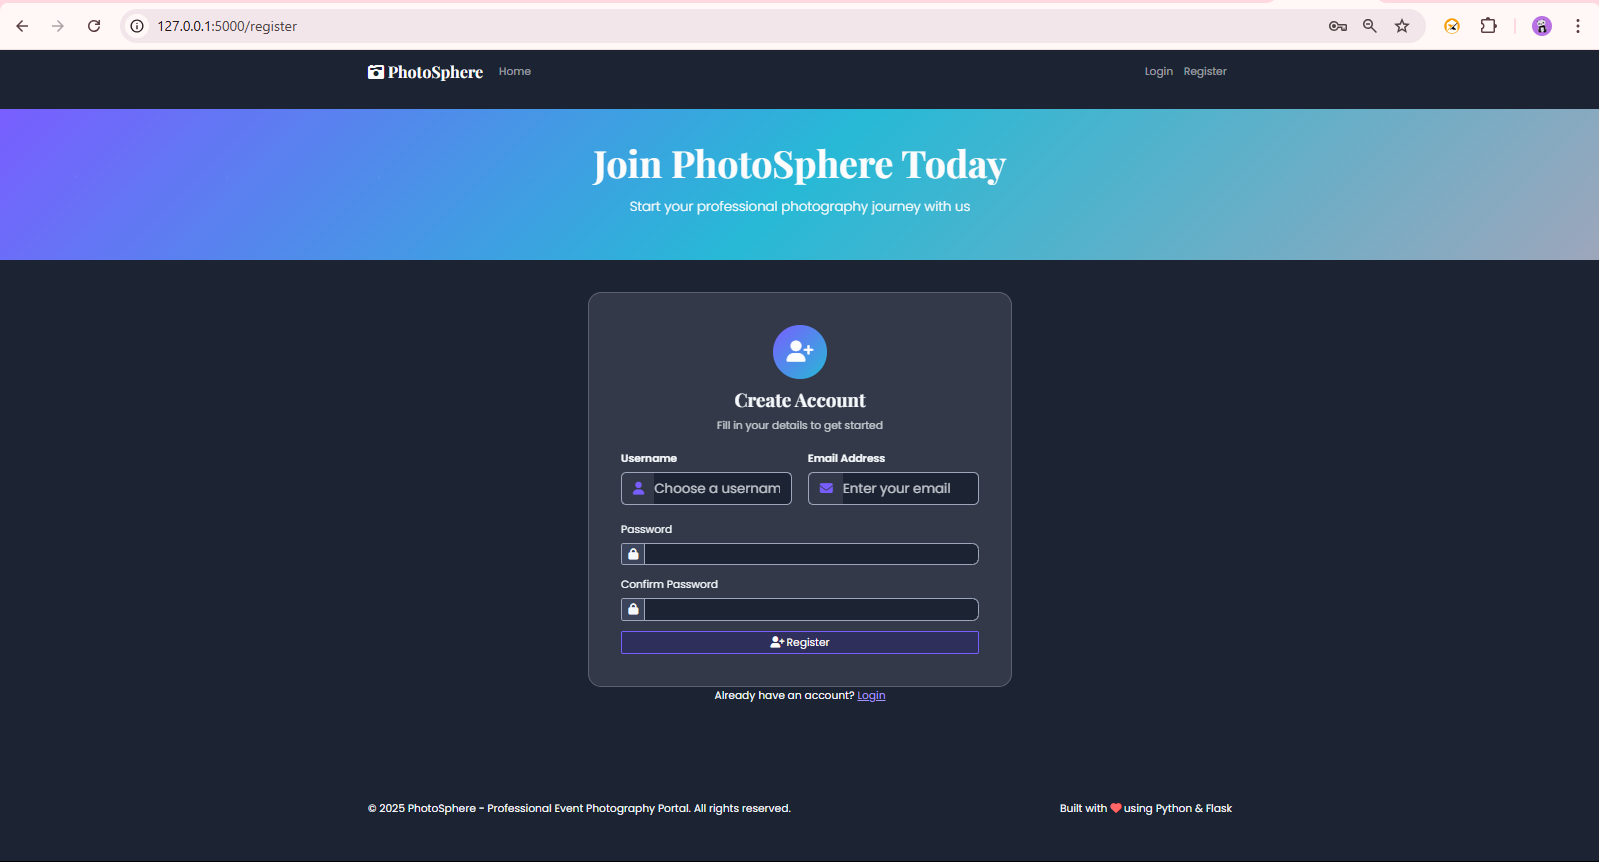 127.0.0.1:5000/register
PhotoSphere Home Login Register
Join PhotoSphere Today
Start your professional photography journey with us
Create Account
Fill in your details to get started
Username Email Address
Choose a usernam Enter your email
Password
Confirm Password
Register
Already have an account? Login
© 2025 PhotoSphere - Professional Event Photography Portal. All rights reserved. Built with ❤ using Python & Flask